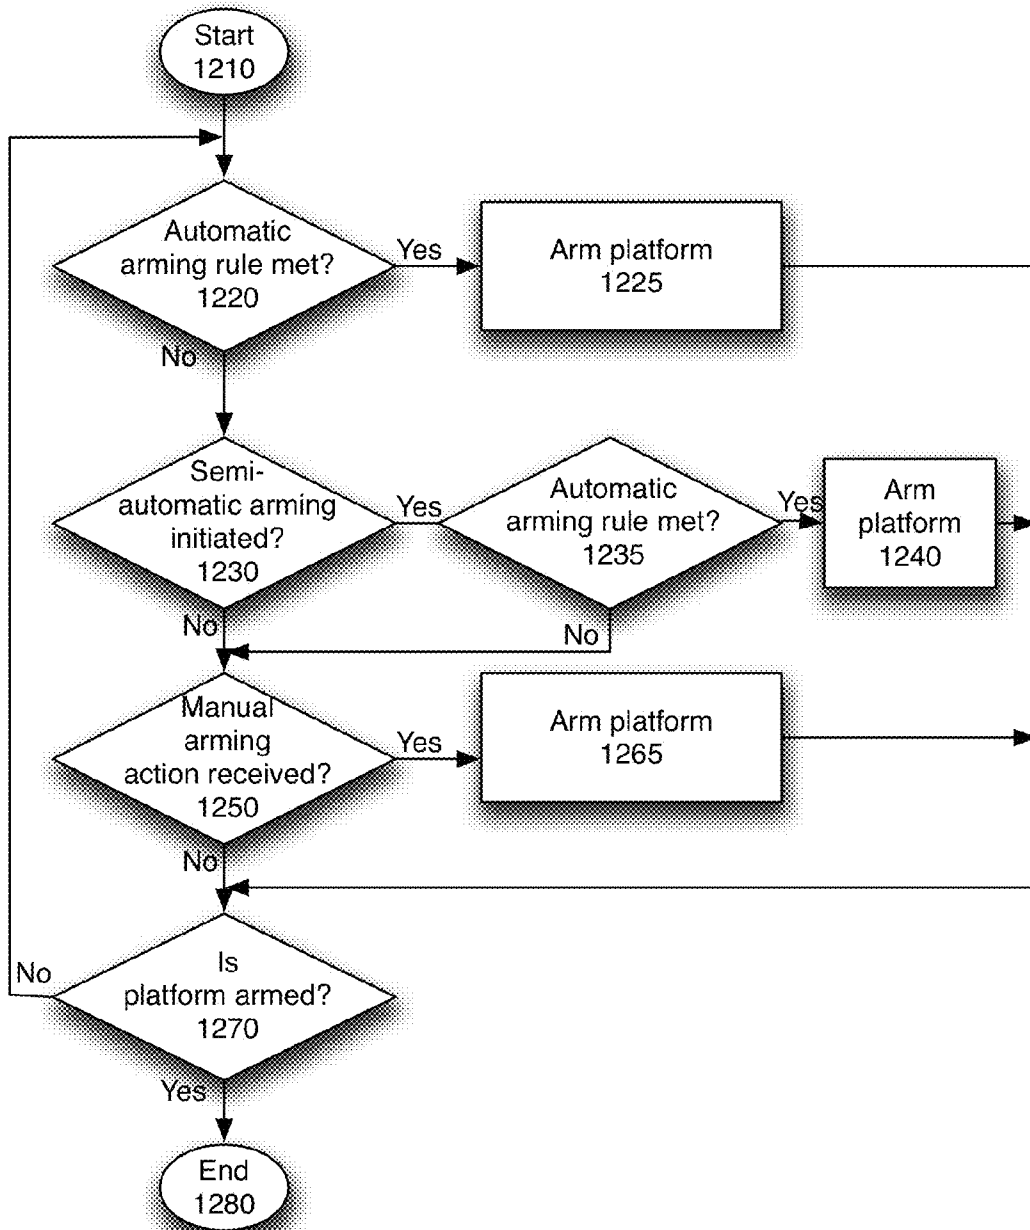 Start
1210
Automatic
arming rule met?
1220
Yes
Arm platform
1225
No
Semi-
automatic arming
initiated?
1230
Yes
Automatic
arming rule met?
1235
Yes
Arm
platform
1240
No
No
Manual
arming
action received?
1250
Yes
Arm platform
1265
No
Is
platform armed?
1270
No
Yes
End
1280